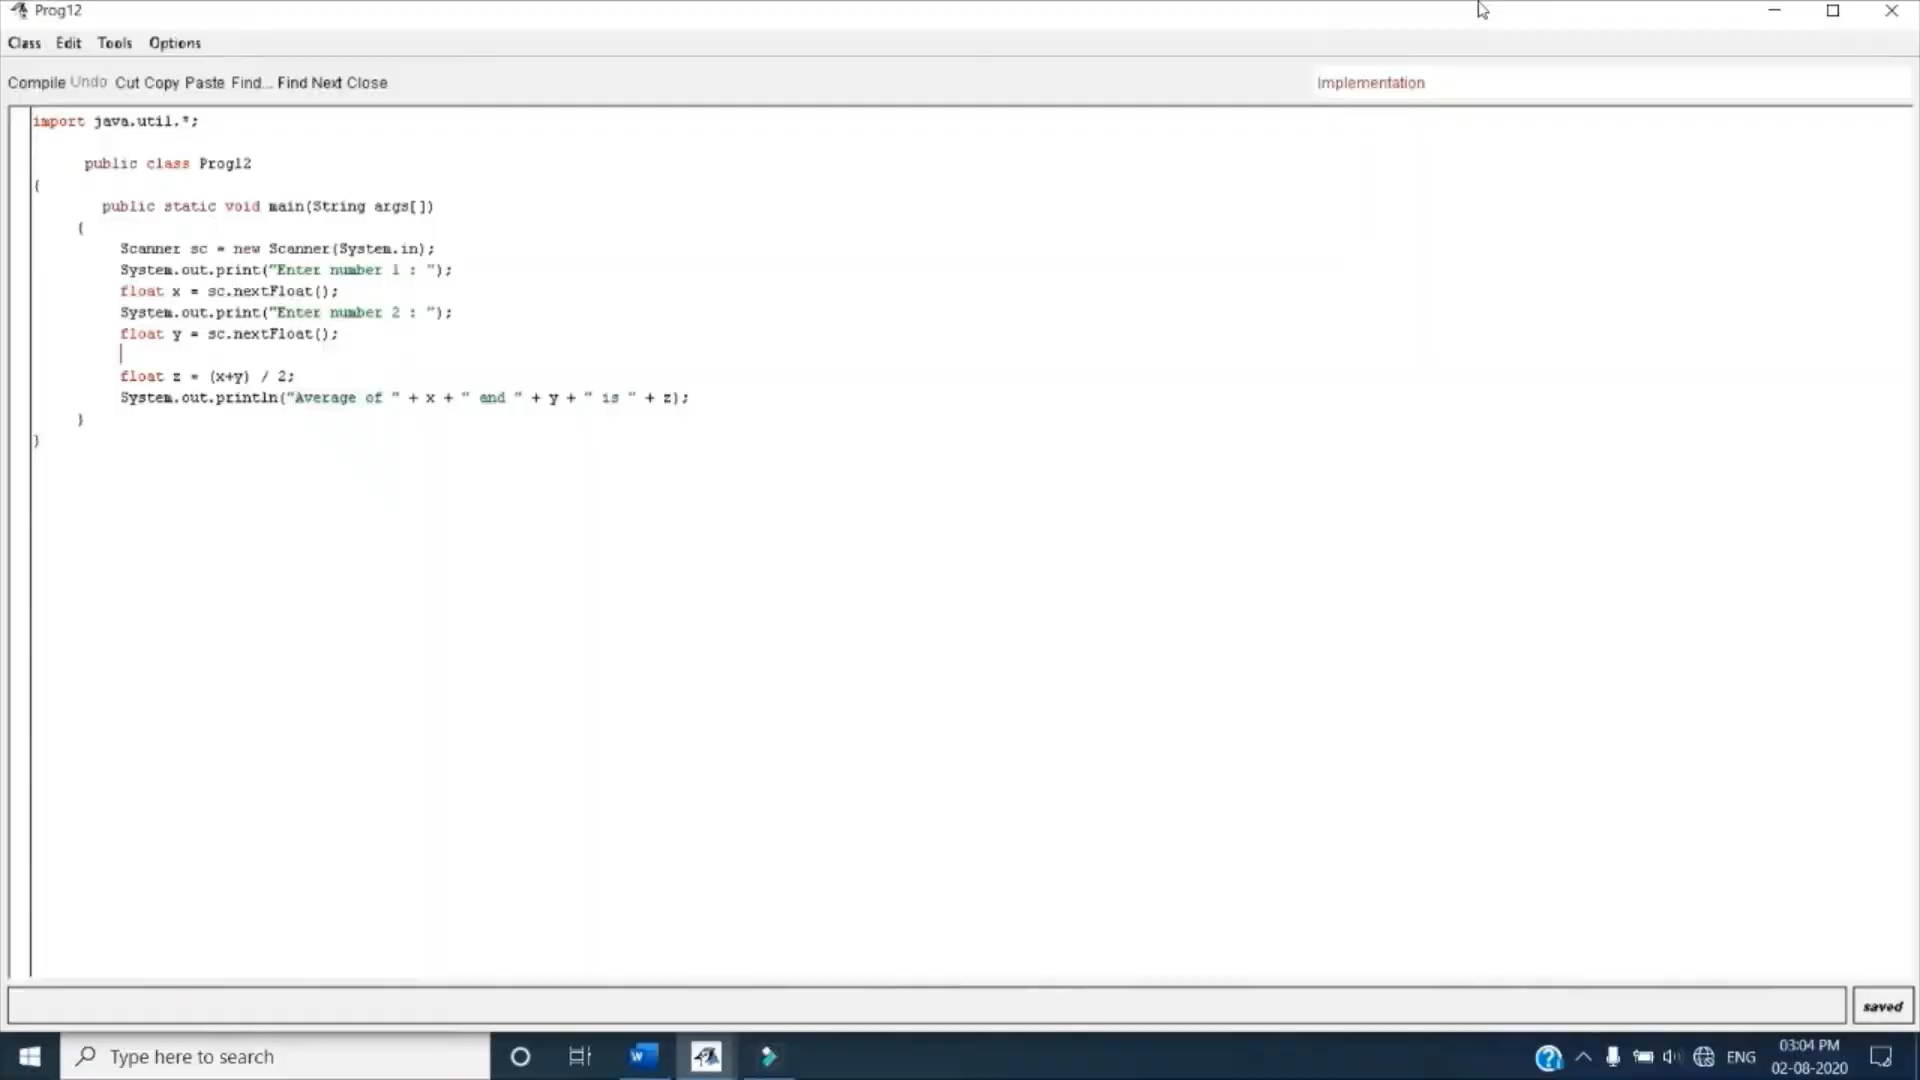 Prog12
Class Edit Tools Options
Compile Undo Cut Copy Paste Find... Find Next Close
Implementation
import java.util.*;
public class Prog12
{
public static void main(String args[])
{
Scanner sc = new Scanner(System.in);
System.out.print("Enter number 1 : ");
float x = sc.nextFloat();
System.out.print("Enter number 2 : ");
float y = sc.nextFloat();
float z = (x+y) / 2;
System.out.println("Average of " + x + " and " + y + " is " + z);
}
}
saved
Type here to search
ENG
03:04 PM
02-08-2020